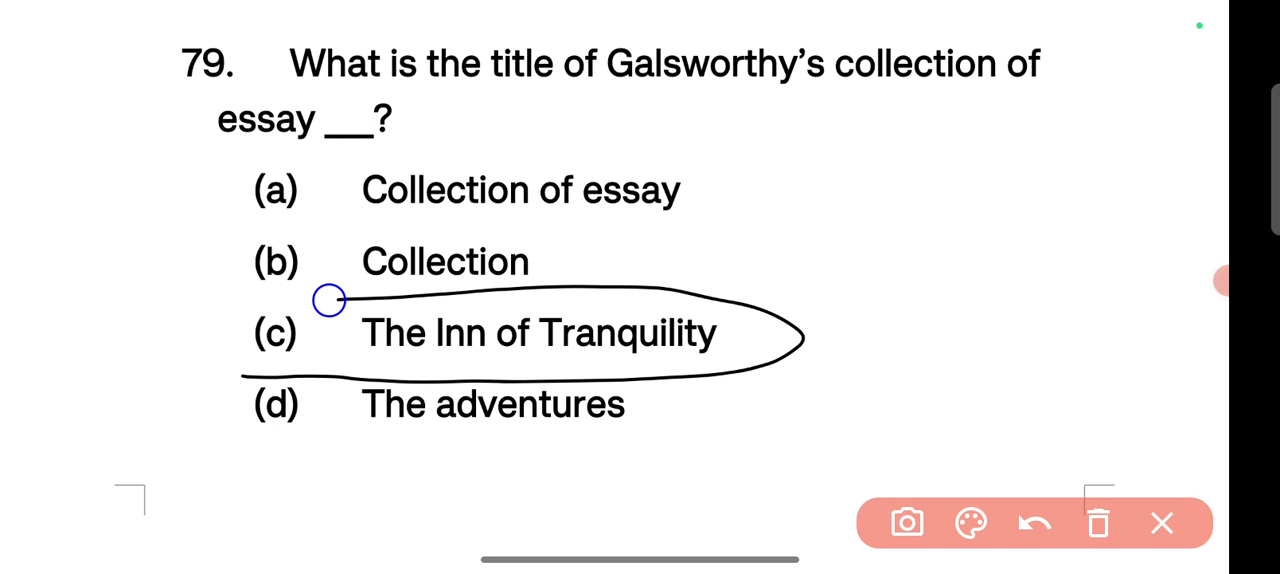 79. What is the title of Galsworthy’s collection of
essay ___?
(a) Collection of essay
(b) Collection
(c) The Inn of Tranquility
(d) The adventures